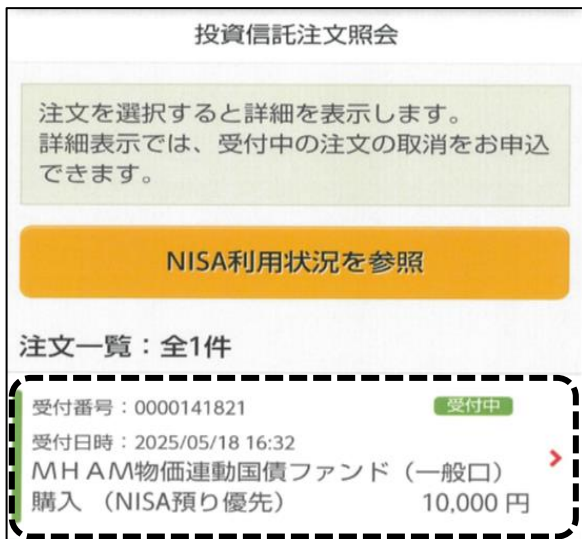 投資信託注文照会
注文を選択すると詳細を表示します。
詳細表示では、受付中の注文の取消をお申込
できます。
NISA利用状況を参照
注文一覧：全1件
受付番号：0000141821 受付中
受付日時：2025/05/18 16:32
ＭＨＡＭ物価連動国債ファンド（一般口）
購入 （NISA預り優先） 10,000 円